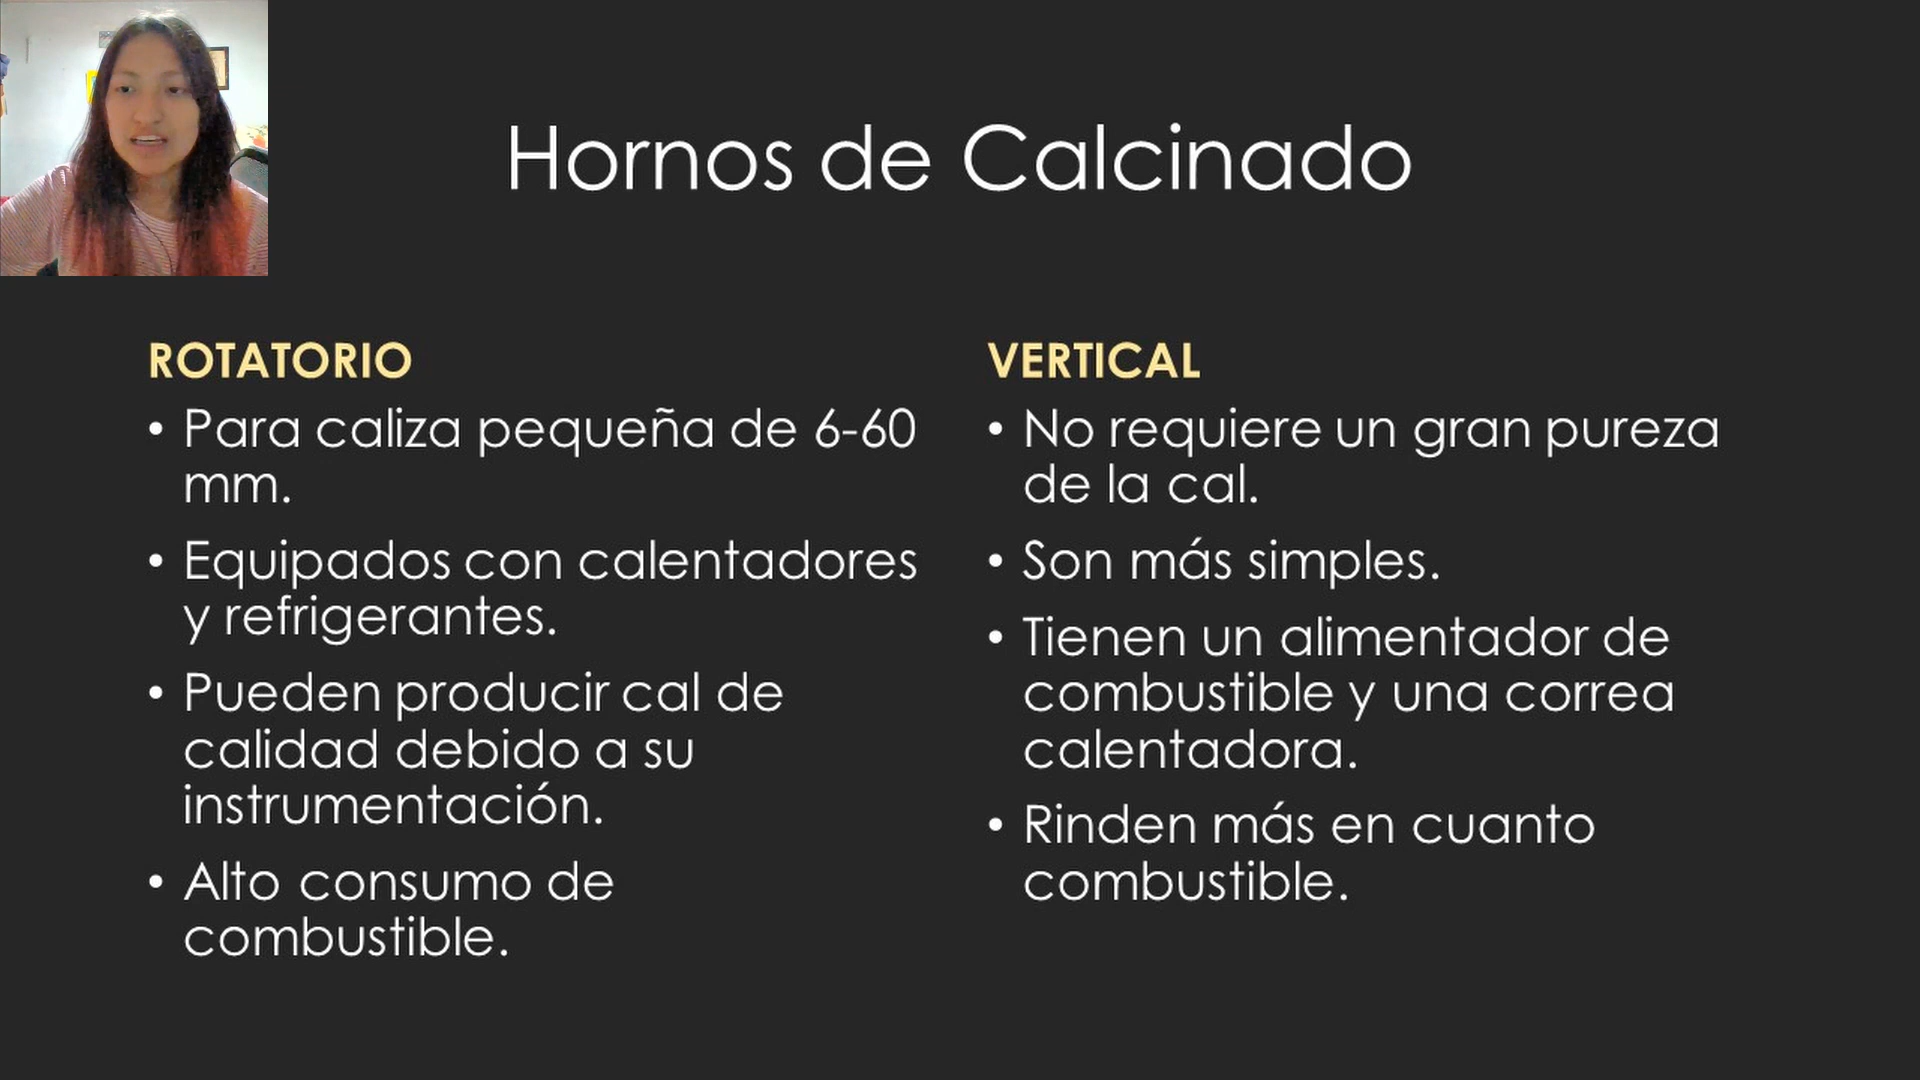 Hornos de Calcinado
ROTATORIO
• Para caliza pequeña de 6-60
mm.
• Equipados con calentadores
y refrigerantes.
• Pueden producir cal de
calidad debido a su
instrumentación.
• Alto consumo de
combustible.
VERTICAL
• No requiere un gran pureza
de la cal.
• Son más simples.
• Tienen un alimentador de
combustible y una correa
calentadora.
• Rinden más en cuanto
combustible.